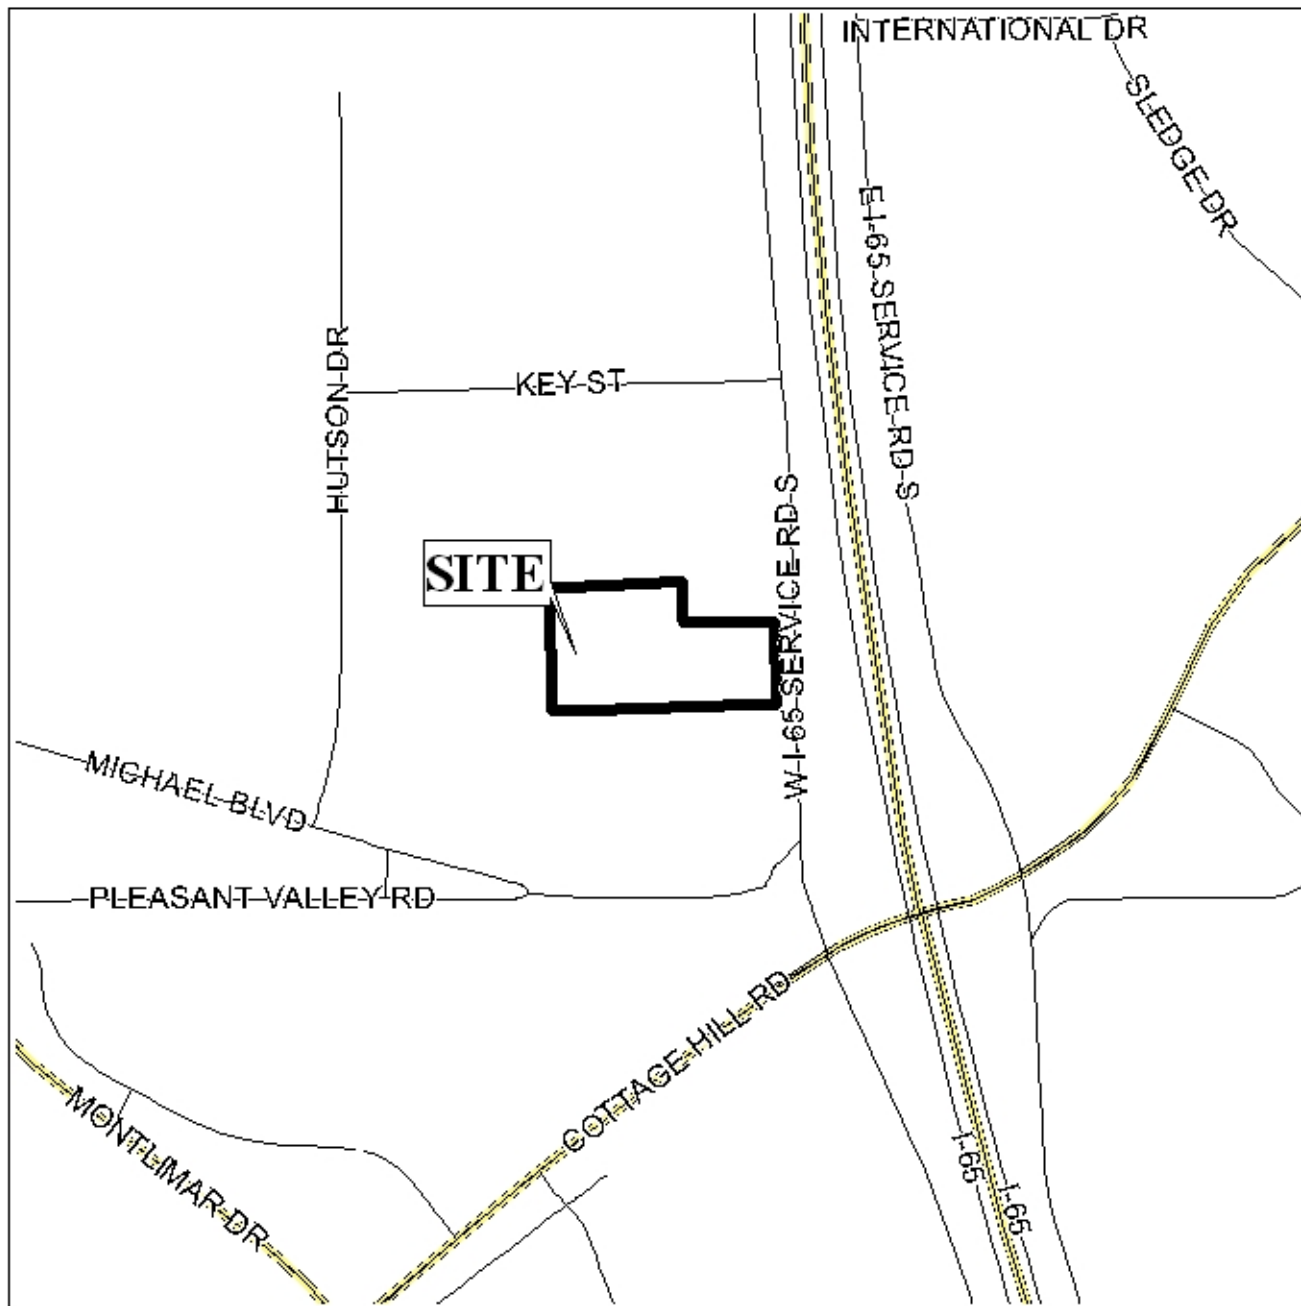 INTERNATIONAL DR
SLEDGE DR
E I-65 SERVICE RD S
HUTSON DR
KEY ST
W I-65 SERVICE RD S
SITE
MICHAEL BLVD
PLEASANT VALLEY RD
COTTAGE HILL RD
MONTLIMAR DR
I-65
I-65